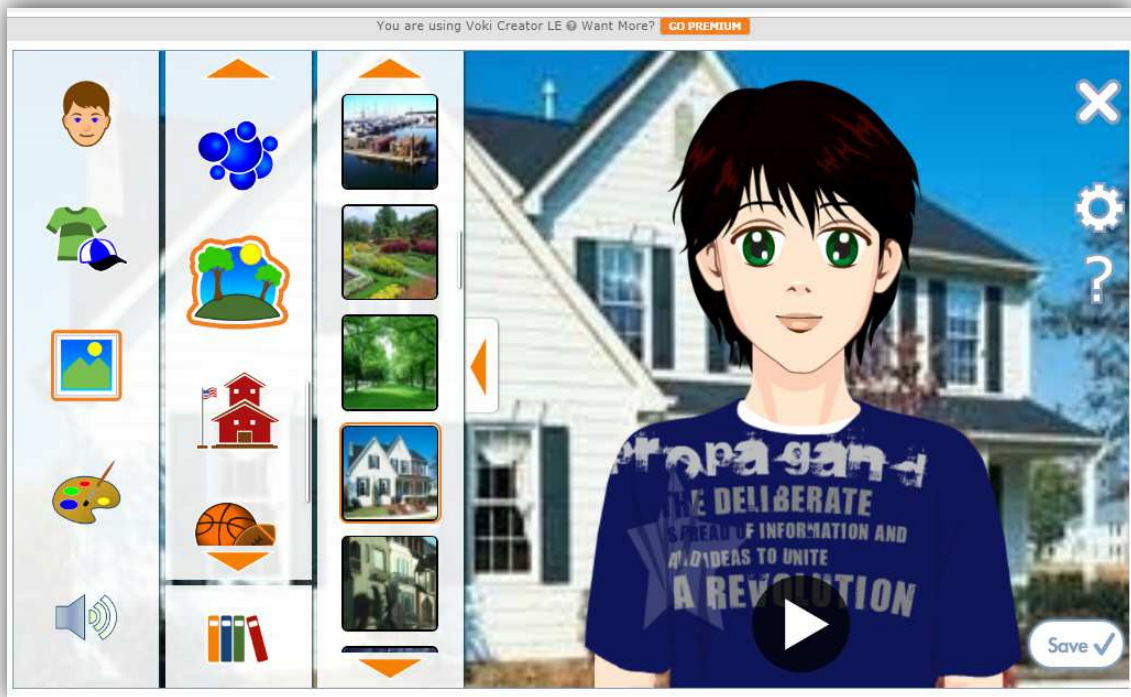 You are using Voki Creator LE Want More? GO PREMIUM
Propagand
THE DELIBERATE
SPREAD OF INFORMATION AND
IDEAS TO UNITE
A REVOLUTION
Save
?